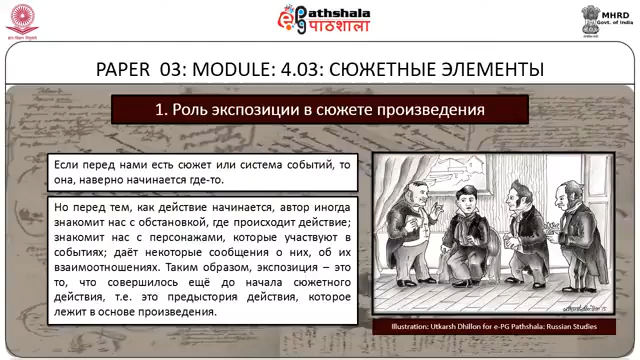 ePathshala
पाठशाला
MHRD
Govt. of India
PAPER 03: MODULE: 4.03: СЮЖЕТНЫЕ ЭЛЕМЕНТЫ
1. Роль экспозиции в сюжете произведения
Если перед нами есть сюжет или система событий, то
она, наверно начинается где-то.
Но перед тем, как действие начинается, автор иногда
знакомит нас с обстановкой, где происходит действие;
знакомит нас с персонажами, которые участвуют в
событиях; даёт некоторые сообщения о них, об их
взаимоотношениях. Таким образом, экспозиция – это
то, что совершилось ещё до начала сюжетного
действия, т.е. это предыстория действия, которое
лежит в основе произведения.
Illustration: Utkarsh Dhillon for e-PG Pathshala: Russian Studies